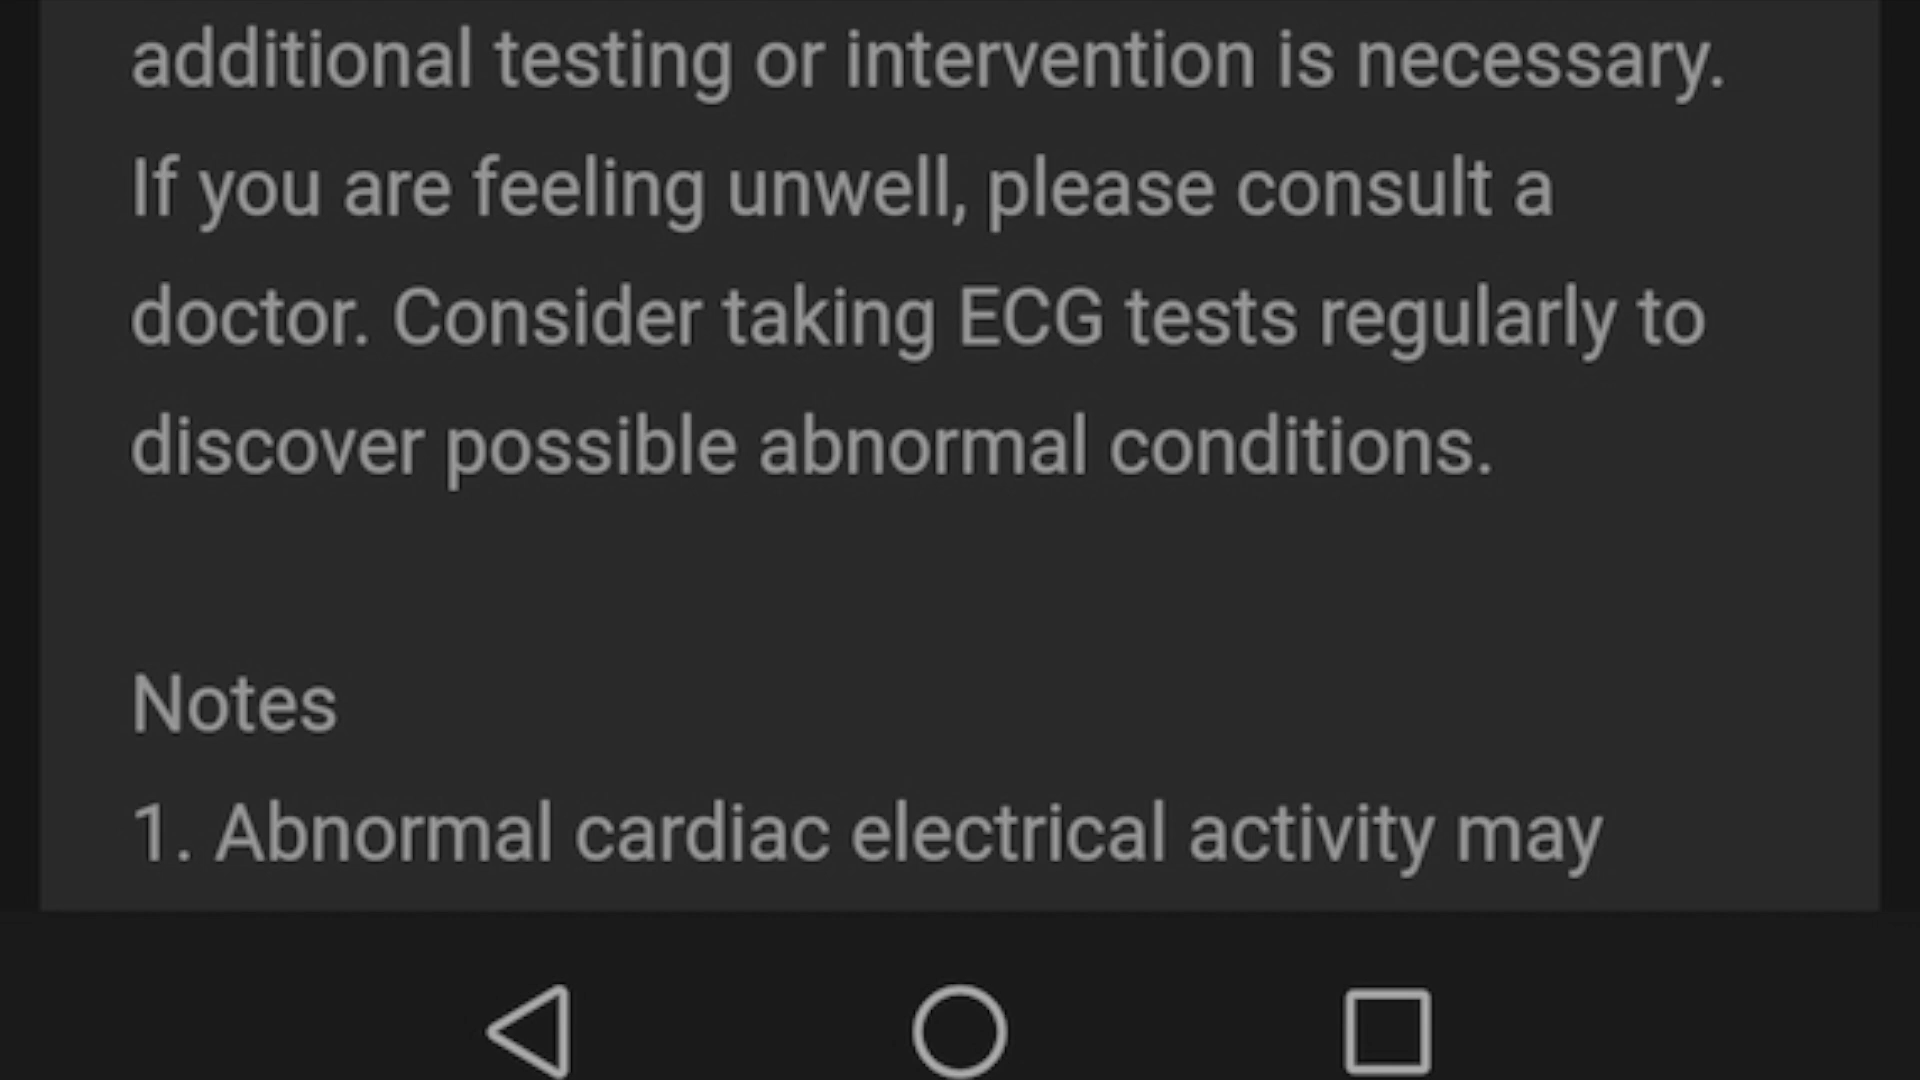 additional testing or intervention is necessary.
If you are feeling unwell, please consult a
doctor. Consider taking ECG tests regularly to
discover possible abnormal conditions.
Notes
1. Abnormal cardiac electrical activity may